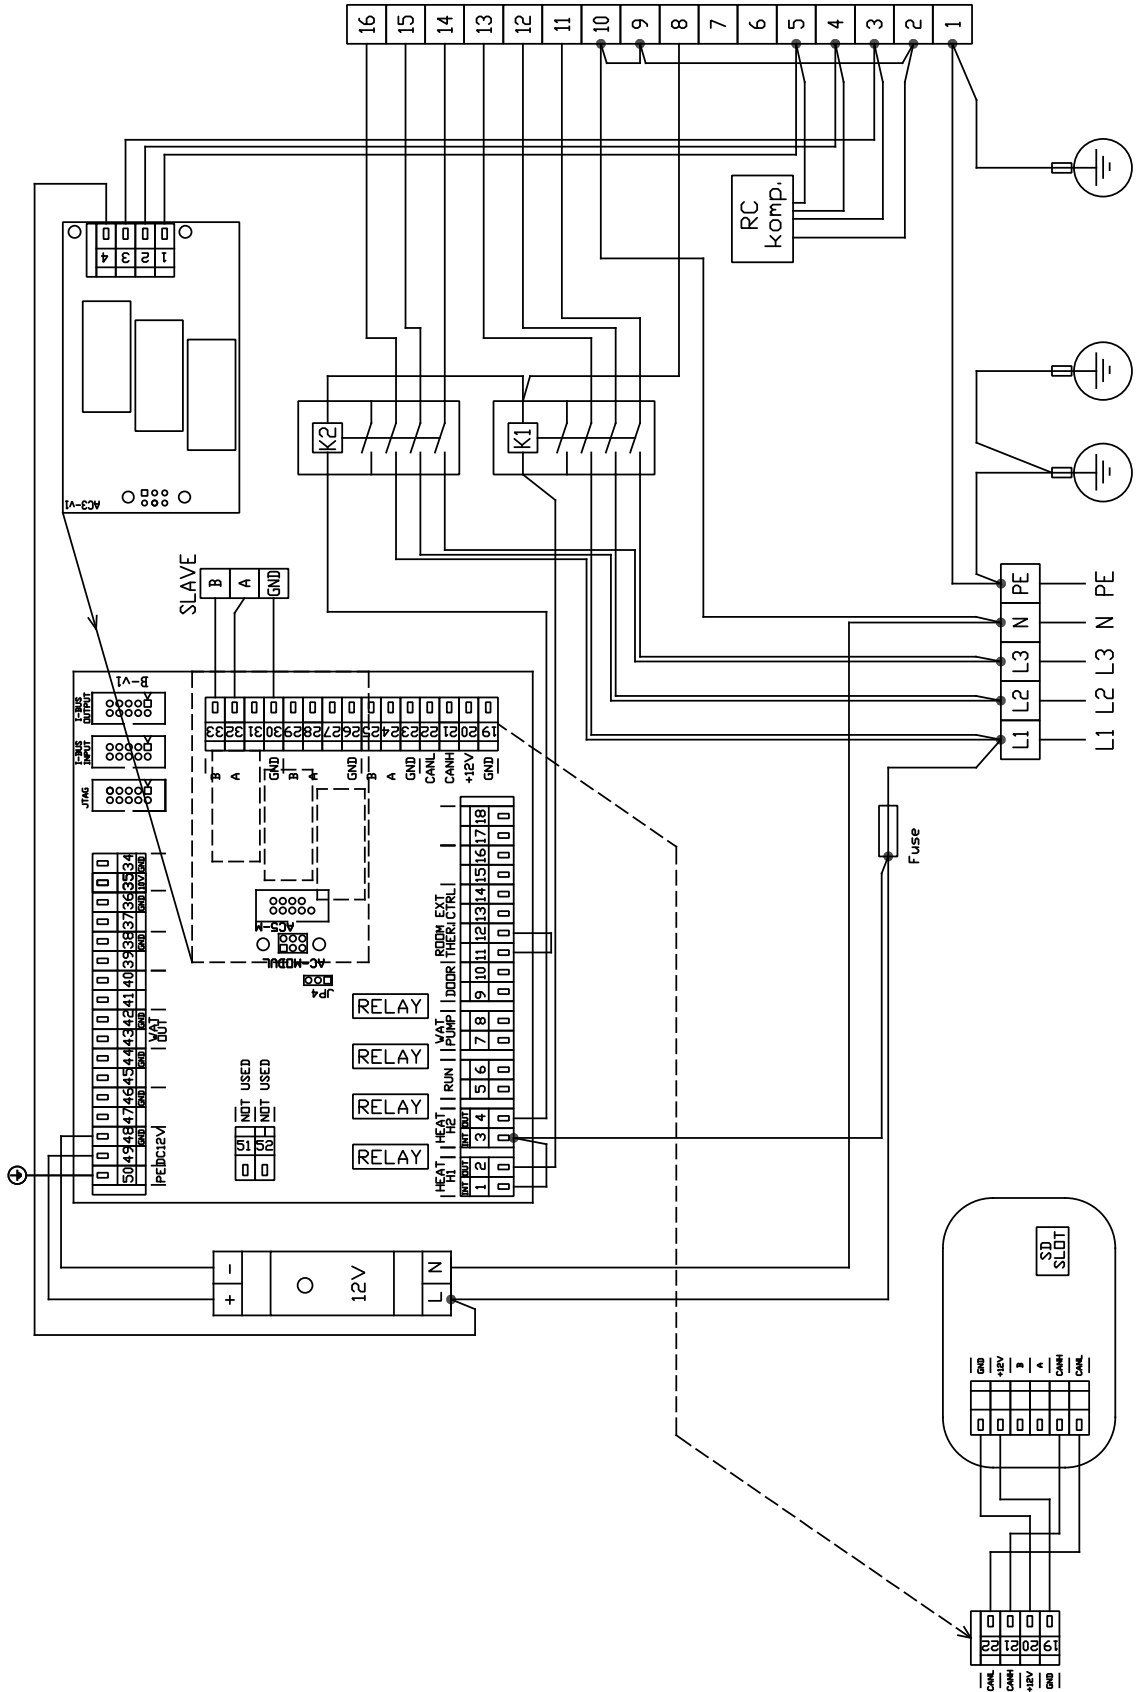 16 15 14 13 12 11 10 9 8 7 6 5 4 3 2 1
RC
komp.
4 3 2 1
AC3-v1
K2
K1
SLAVE
B A GND
PE N L3 L2 L1
PE N L3 L2 L1
Fuse
B-v1
I-BUS
OUTPUT
I-BUS
INPUT
JTAG
33 32 31 30 29 28 27 26 25 24 23 22 21 20 19
B A GND B A GND B A GND CANL CANH +12V GND
AC5-M
AC-MODUL
JP4
RELAY
RELAY
RELAY
RELAY
34 35 36 37 38 39 40 41 42 43 44 45 46 47 48 49 50
GND 10V GND GND GND GND GND GND
WAT
OUT
DC12V
PE
NOT USED
NOT USED
51 52
18 17 16 15 14 13 12 11 10 9 8 7 6 5 4 3 2 1
EXT
CTRL
ROOM
THER.
DOOR
WAT
PUMP
RUN
HEAT
H2
HEAT
H1
OUT INT OUT INT
- +
12V
N L
SD
SLOT
GND +12V B A CANH CANL
22 21 20 19
CANL CANH +12V GND